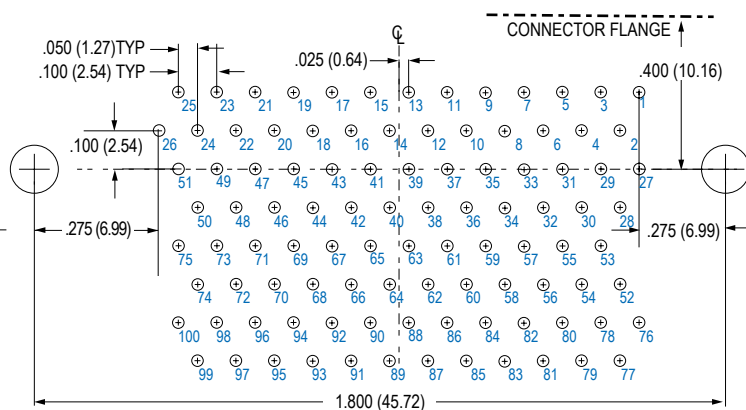 CONNECTOR FLANGE
.050 (1.27)TYP
.100 (2.54) TYP
.025 (0.64)
.400 (10.16)
25 23 21 19 17 15 13 11 9 7 5 3 1
.100 (2.54)
26 24 22 20 18 16 14 12 10 8 6 4 2
51 49 47 45 43 41 39 37 35 33 31 29 27
50 48 46 44 42 40 38 36 34 32 30 28
.275 (6.99)
.275 (6.99)
75 73 71 69 67 65 63 61 59 57 55 53
74 72 70 68 66 64 62 60 58 56 54 52
100 98 96 94 92 90 88 86 84 82 80 78 76
99 97 95 93 91 89 87 85 83 81 79 77
1.800 (45.72)